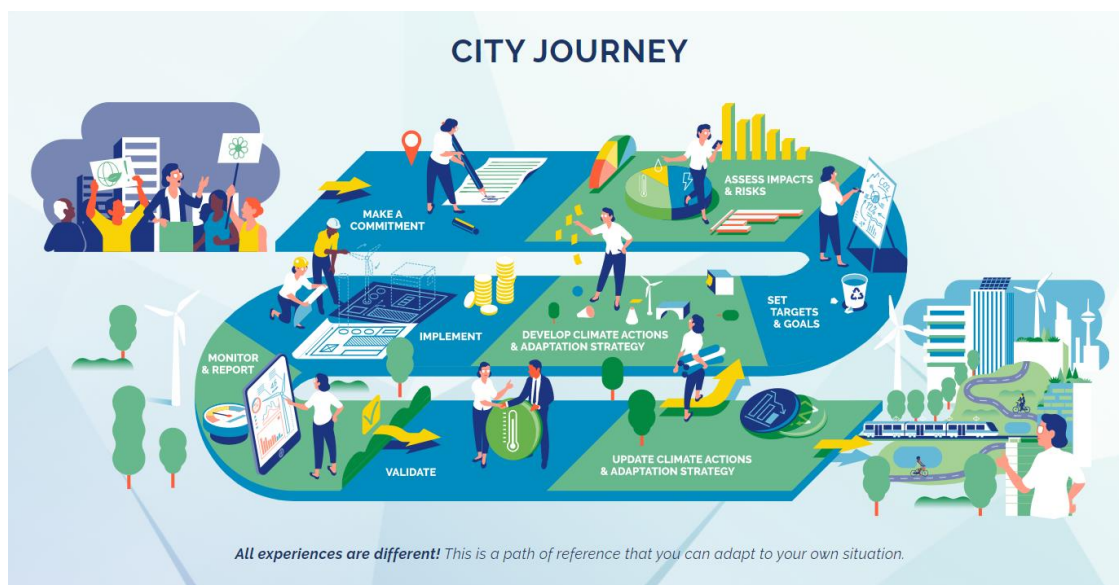 CITY JOURNEY
MAKE A
COMMITMENT
ASSESS IMPACTS
& RISKS
SET
TARGETS
& GOALS
DEVELOP CLIMATE ACTIONS
& ADAPTATION STRATEGY
IMPLEMENT
MONITOR
& REPORT
VALIDATE
UPDATE CLIMATE ACTIONS
& ADAPTATION STRATEGY
All experiences are different! This is a path of reference that you can adapt to your own situation.